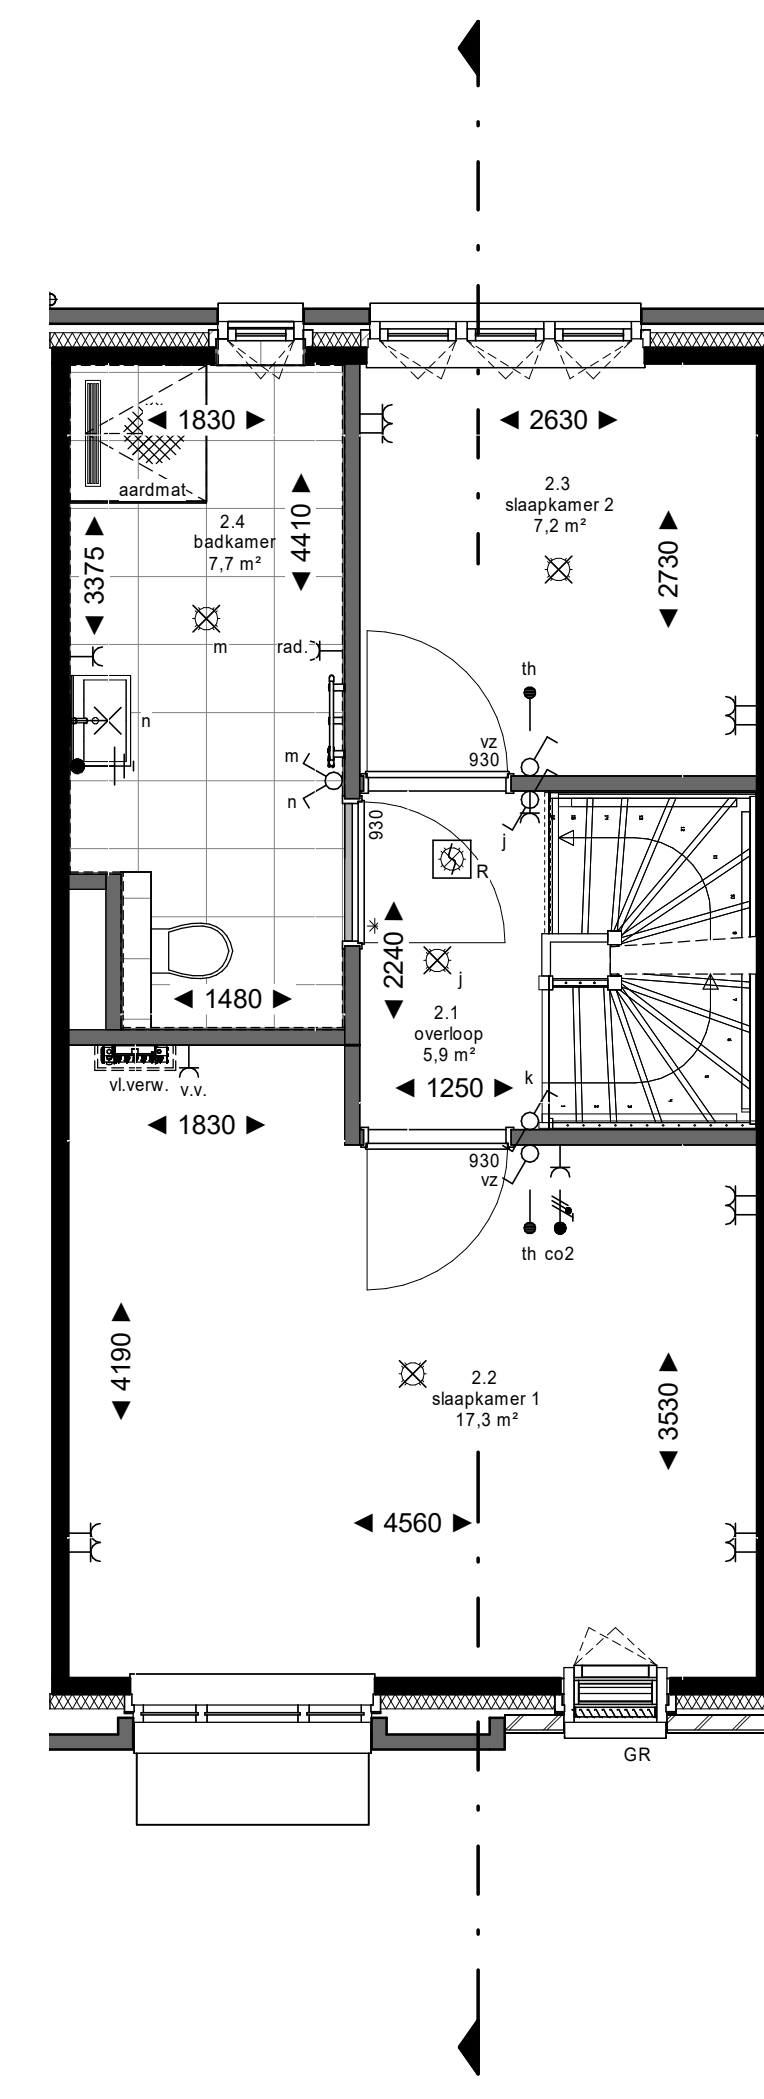 1830
2630
aardmat
2.3
slaapkamer 2
7,2 m²
2.4
badkamer
7,7 m²
4410
3375
2730
m
rad.
th
n
vz
930
m
n
930
j
R
2240
j
1480
2.1
overloop
5,9 m²
k
vl.verw.
v.v.
1250
1830
930
vz
th co2
4190
2.2
slaapkamer 1
17,3 m²
3530
4560
GR